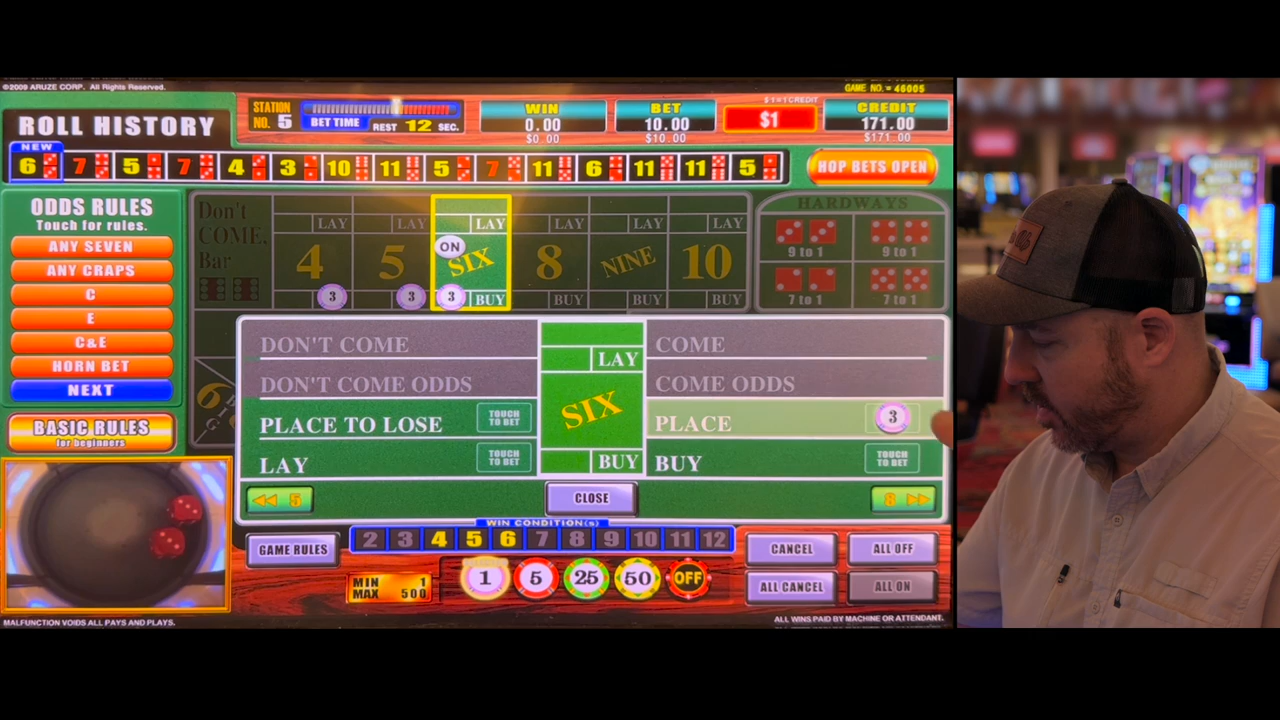 ©2009 ARUZE CORP. All Rights Reserved.
GAME NO.= 46005
ROLL HISTORY
STATION NO. 5
BET TIME
REST 12 SEC.
WIN
0.00
$0.00
BET
10.00
$10.00
$1=1CREDIT
$1
CREDIT
171.00
$171.00
NEW
6 7 5 7 4 3 10 11 5 7 11 6 11 11 5
HOP BETS OPEN
ODDS RULES
Touch for rules.
ANY SEVEN
ANY CRAPS
C
E
C&E
HORN BET
NEXT
BASIC RULES
for beginners
Don't
COME
Bar
LAY LAY LAY LAY LAY LAY
4 5 ON SIX 8 NINE 10
3 3 3 BUY BUY BUY BUY
HARDWAYS
9 to 1 9 to 1
7 to 1 7 to 1
DON'T COME
DON'T COME ODDS
PLACE TO LOSE TOUCH TO BET
LAY TOUCH TO BET
LAY
SIX
BUY
COME
COME ODDS
PLACE 3
BUY TOUCH TO BET
5
CLOSE
8
WIN CONDITION(S)
2 3 4 5 6 7 8 9 10 11 12
GAME RULES
MIN 1
MAX 500
1 5 25 50 OFF
CANCEL
ALL OFF
ALL CANCEL
ALL ON
MALFUNCTION VOIDS ALL PAYS AND PLAYS.
ALL WINS PAID BY MACHINE OR ATTENDANT.